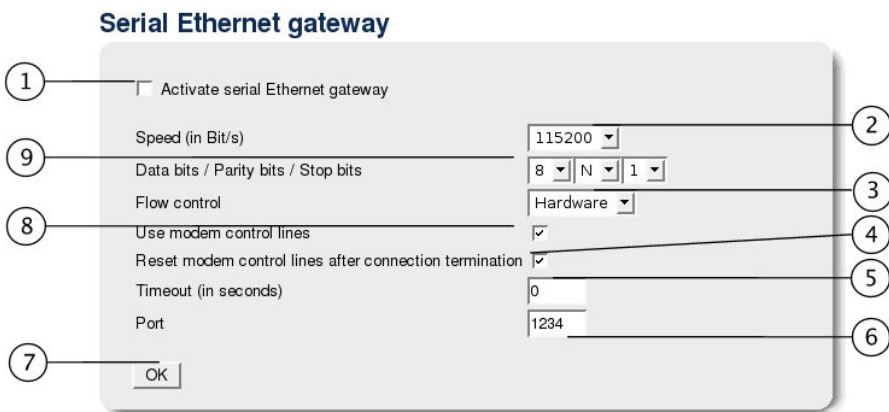 Serial Ethernet gateway
1
Activate serial Ethernet gateway
Speed (in Bit/s)
115200
2
9
Data bits / Parity bits / Stop bits
8 N 1
Flow control
Hardware
3
8
Use modem control lines
4
Reset modem control lines after connection termination
Timeout (in seconds)
0
5
Port
1234
6
7
OK